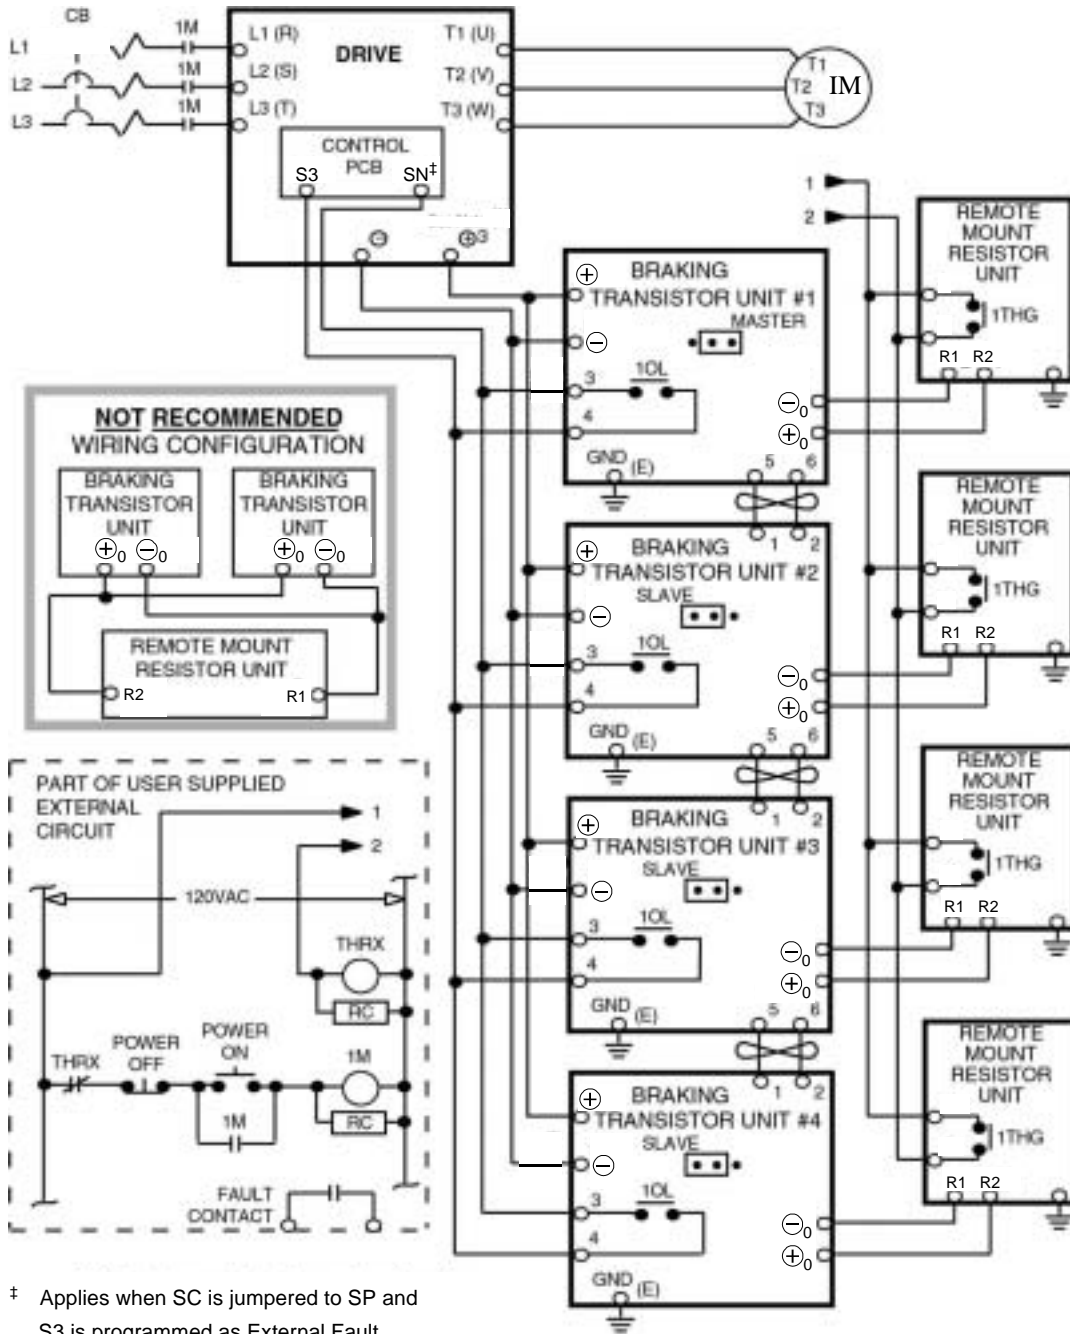 CB
L1
L2
L3
1M
1M
1M
L1 (R)
L2 (S)
L3 (T)
DRIVE
T1 (U)
T2 (V)
T3 (W)
CONTROL
PCB
S3
SN‡
⊖
⊕3
T1
T2
T3
IM
1
2
⊕
BRAKING
TRANSISTOR UNIT #1
MASTER
⊖
3
4
1OL
⊖0
⊕0
GND (E)
5
6
REMOTE
MOUNT
RESISTOR
UNIT
1THG
R1
R2
NOT RECOMMENDED
WIRING CONFIGURATION
BRAKING
TRANSISTOR
UNIT
⊕0 ⊖0
BRAKING
TRANSISTOR
UNIT
⊕0 ⊖0
REMOTE MOUNT
RESISTOR UNIT
R2
R1
1
2
⊕
BRAKING
TRANSISTOR UNIT #2
SLAVE
⊖
3
4
1OL
⊖0
⊕0
GND (E)
5
6
REMOTE
MOUNT
RESISTOR
UNIT
1THG
R1
R2
PART OF USER SUPPLIED
EXTERNAL
CIRCUIT
1
2
120VAC
THRX
RC
THRX
POWER
OFF
POWER
ON
1M
1M
RC
FAULT
CONTACT
1
2
⊕
BRAKING
TRANSISTOR UNIT #3
SLAVE
⊖
3
4
1OL
⊖0
⊕0
GND (E)
5
6
REMOTE
MOUNT
RESISTOR
UNIT
1THG
R1
R2
1
2
⊕
BRAKING
TRANSISTOR UNIT #4
SLAVE
⊖
3
4
1OL
⊖0
⊕0
GND (E)
REMOTE
MOUNT
RESISTOR
UNIT
1THG
R1
R2
‡ Applies when SC is jumpered to SP and
S3 is programmed as External Fault